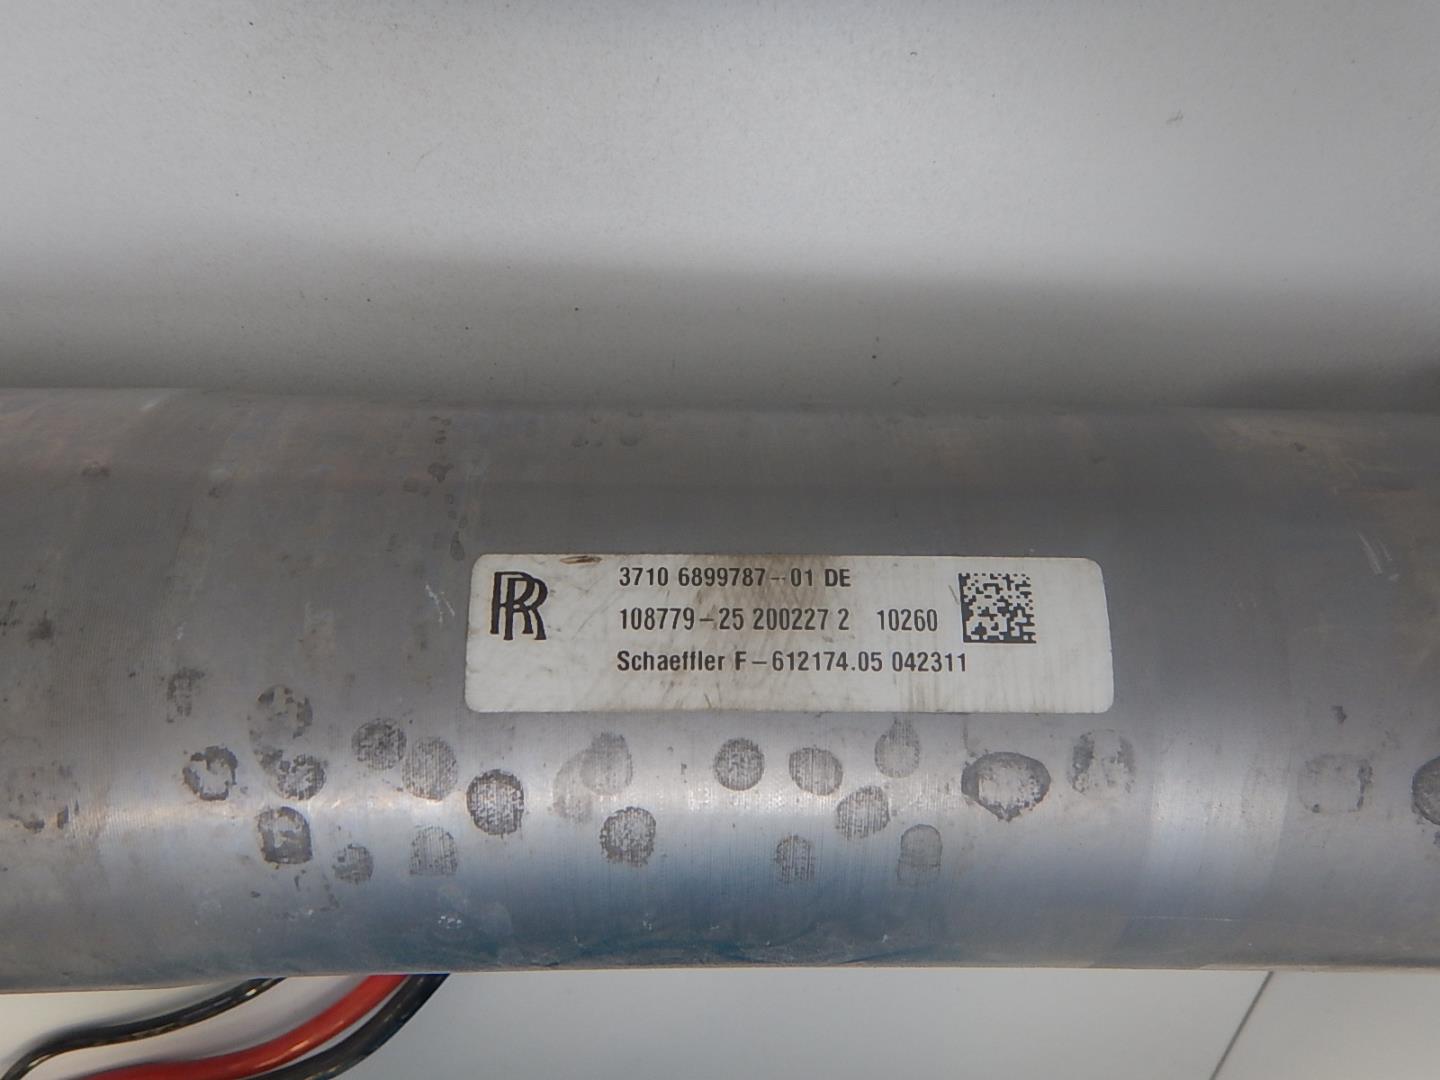 RR
3710 6899787-01 DE
108779-25 200227 2 10260
Schaeffler F-612174.05 042311